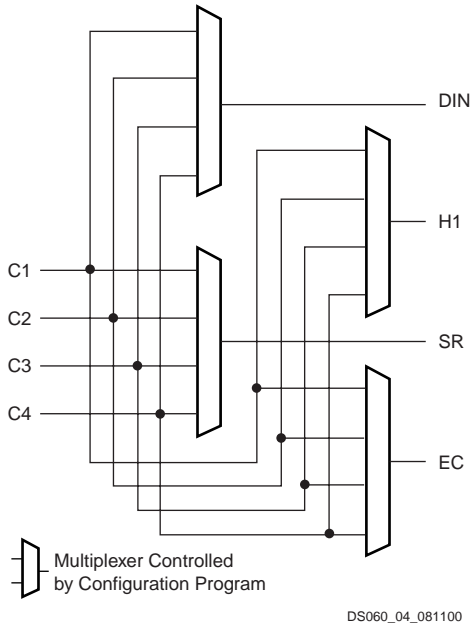 DIN
H1
C1
C2
SR
C3
C4
EC
Multiplexer Controlled
by Configuration Program
DS060_04_081100